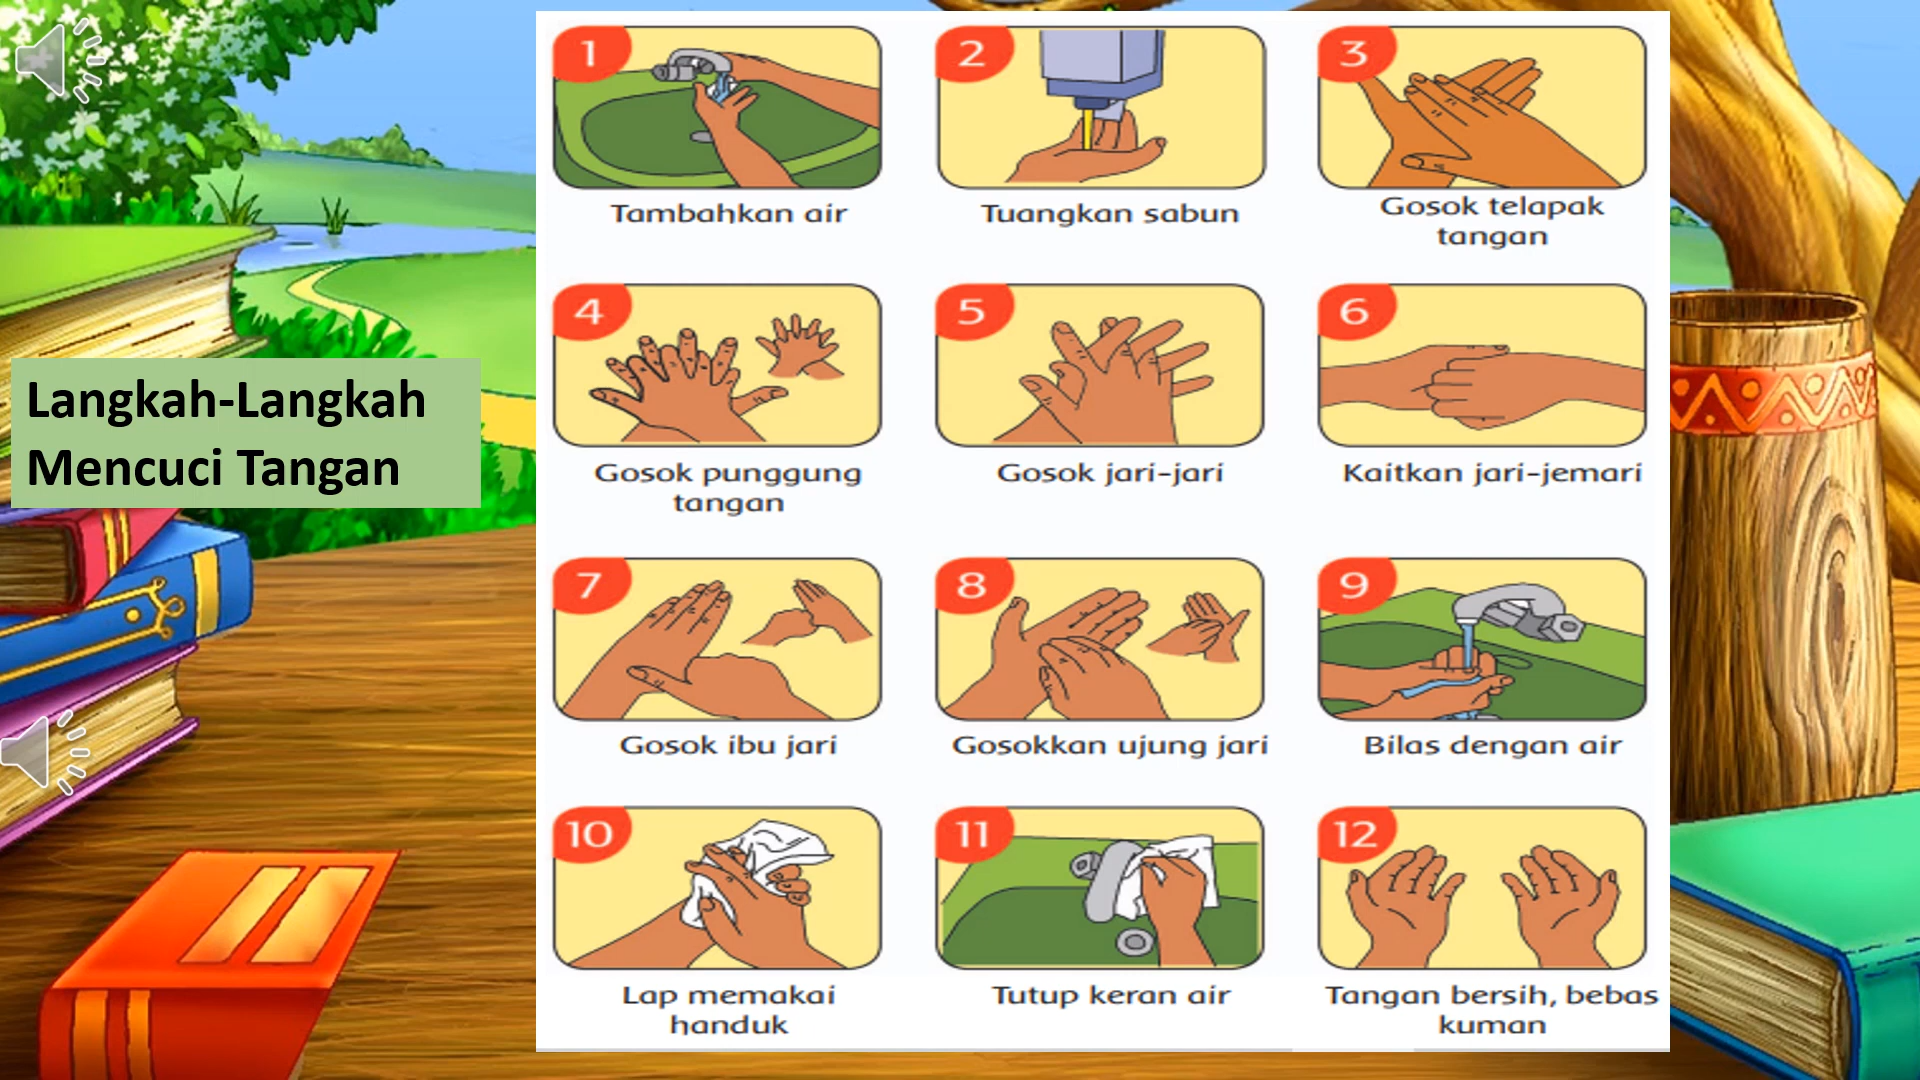 Langkah-Langkah
Mencuci Tangan
1
Tambahkan air
2
Tuangkan sabun
3
Gosok telapak
tangan
4
Gosok punggung
tangan
5
Gosok jari-jari
6
Kaitkan jari-jemari
7
Gosok ibu jari
8
Gosokkan ujung jari
9
Bilas dengan air
10
Lap memakai
handuk
11
Tutup keran air
12
Tangan bersih, bebas
kuman